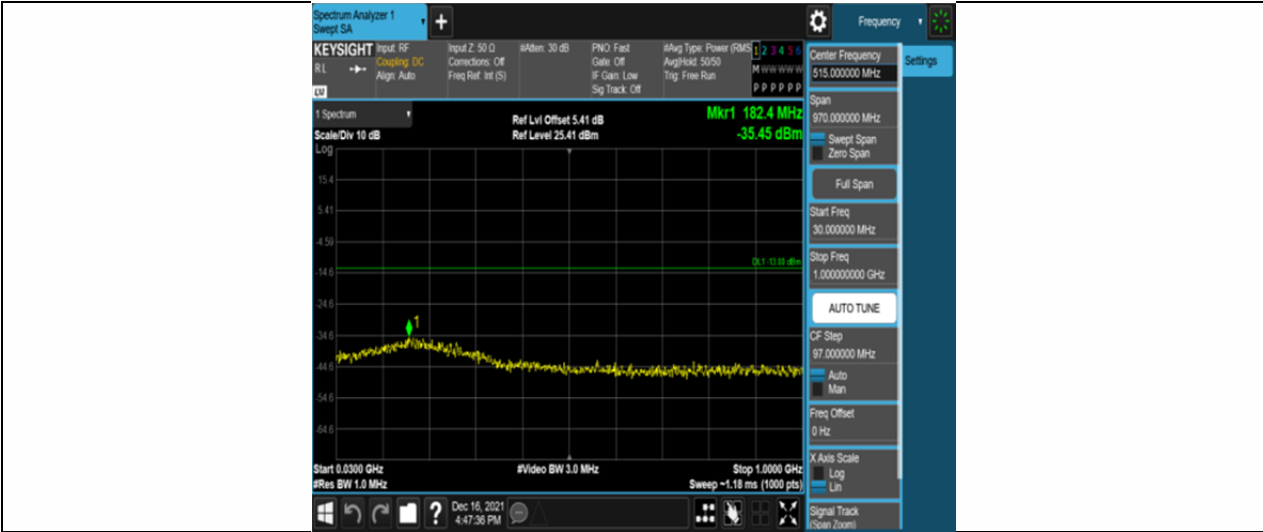 Spectrum Analyzer 1
Swept SA
+
Frequency
KEYSIGHT
RL
LV
Input: RF
Coupling: DC
Align: Auto
Input Z: 50 Ω
Corrections: Off
Freq Ref: Int (S)
#Atten: 30 dB
PNO: Fast
Gate: Off
IF Gain: Low
Sig Track: Off
#Avg Type: Power (RMS
Avg|Hold: 50/50
Trig: Free Run
1 2 3 4 5 6
M W W W W W
P P P P P P
Settings
1 Spectrum
Scale/Div 10 dB
Ref Lvl Offset 5.41 dB
Ref Level 25.41 dBm
Mkr1 182.4 MHz
-35.45 dBm
Log
15.4
5.41
-4.59
-14.6
-24.6
-34.6
-44.6
-54.6
-64.6
DL1 -13.00 dBm
1
Start 0.0300 GHz
#Res BW 1.0 MHz
#Video BW 3.0 MHz
Stop 1.0000 GHz
Sweep ~1.18 ms (1000 pts)
Center Frequency
515.000000 MHz
Span
970.000000 MHz
Swept Span
Zero Span
Full Span
Start Freq
30.000000 MHz
Stop Freq
1.000000000 GHz
AUTO TUNE
CF Step
97.000000 MHz
Auto
Man
Freq Offset
0 Hz
X Axis Scale
Log
Lin
Signal Track
(Span Zoom)
?
Dec 16, 2021
4:47:36 PM